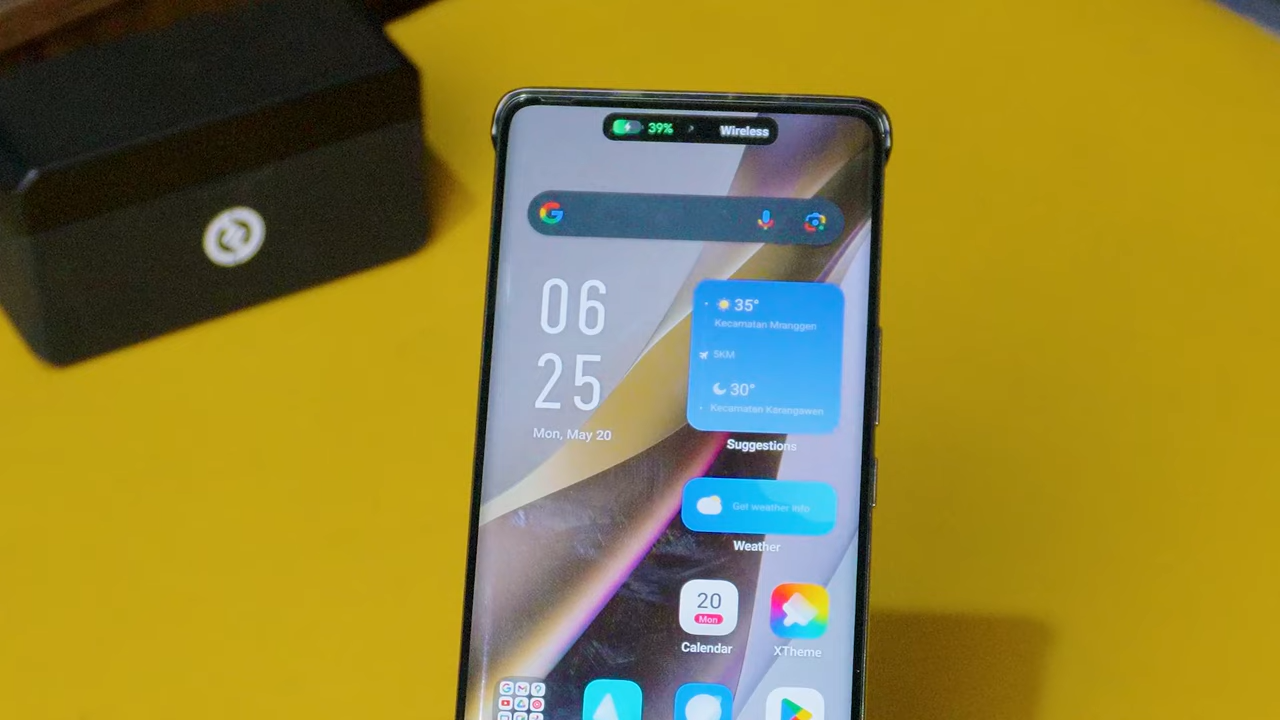 39% Wireless
06
25
Mon, May 20
35°
Kecamatan Mranggen
5KM
30°
Kecamatan Karangawen
Suggestions
Get weather info
Weather
20
Mon
Calendar
XTheme